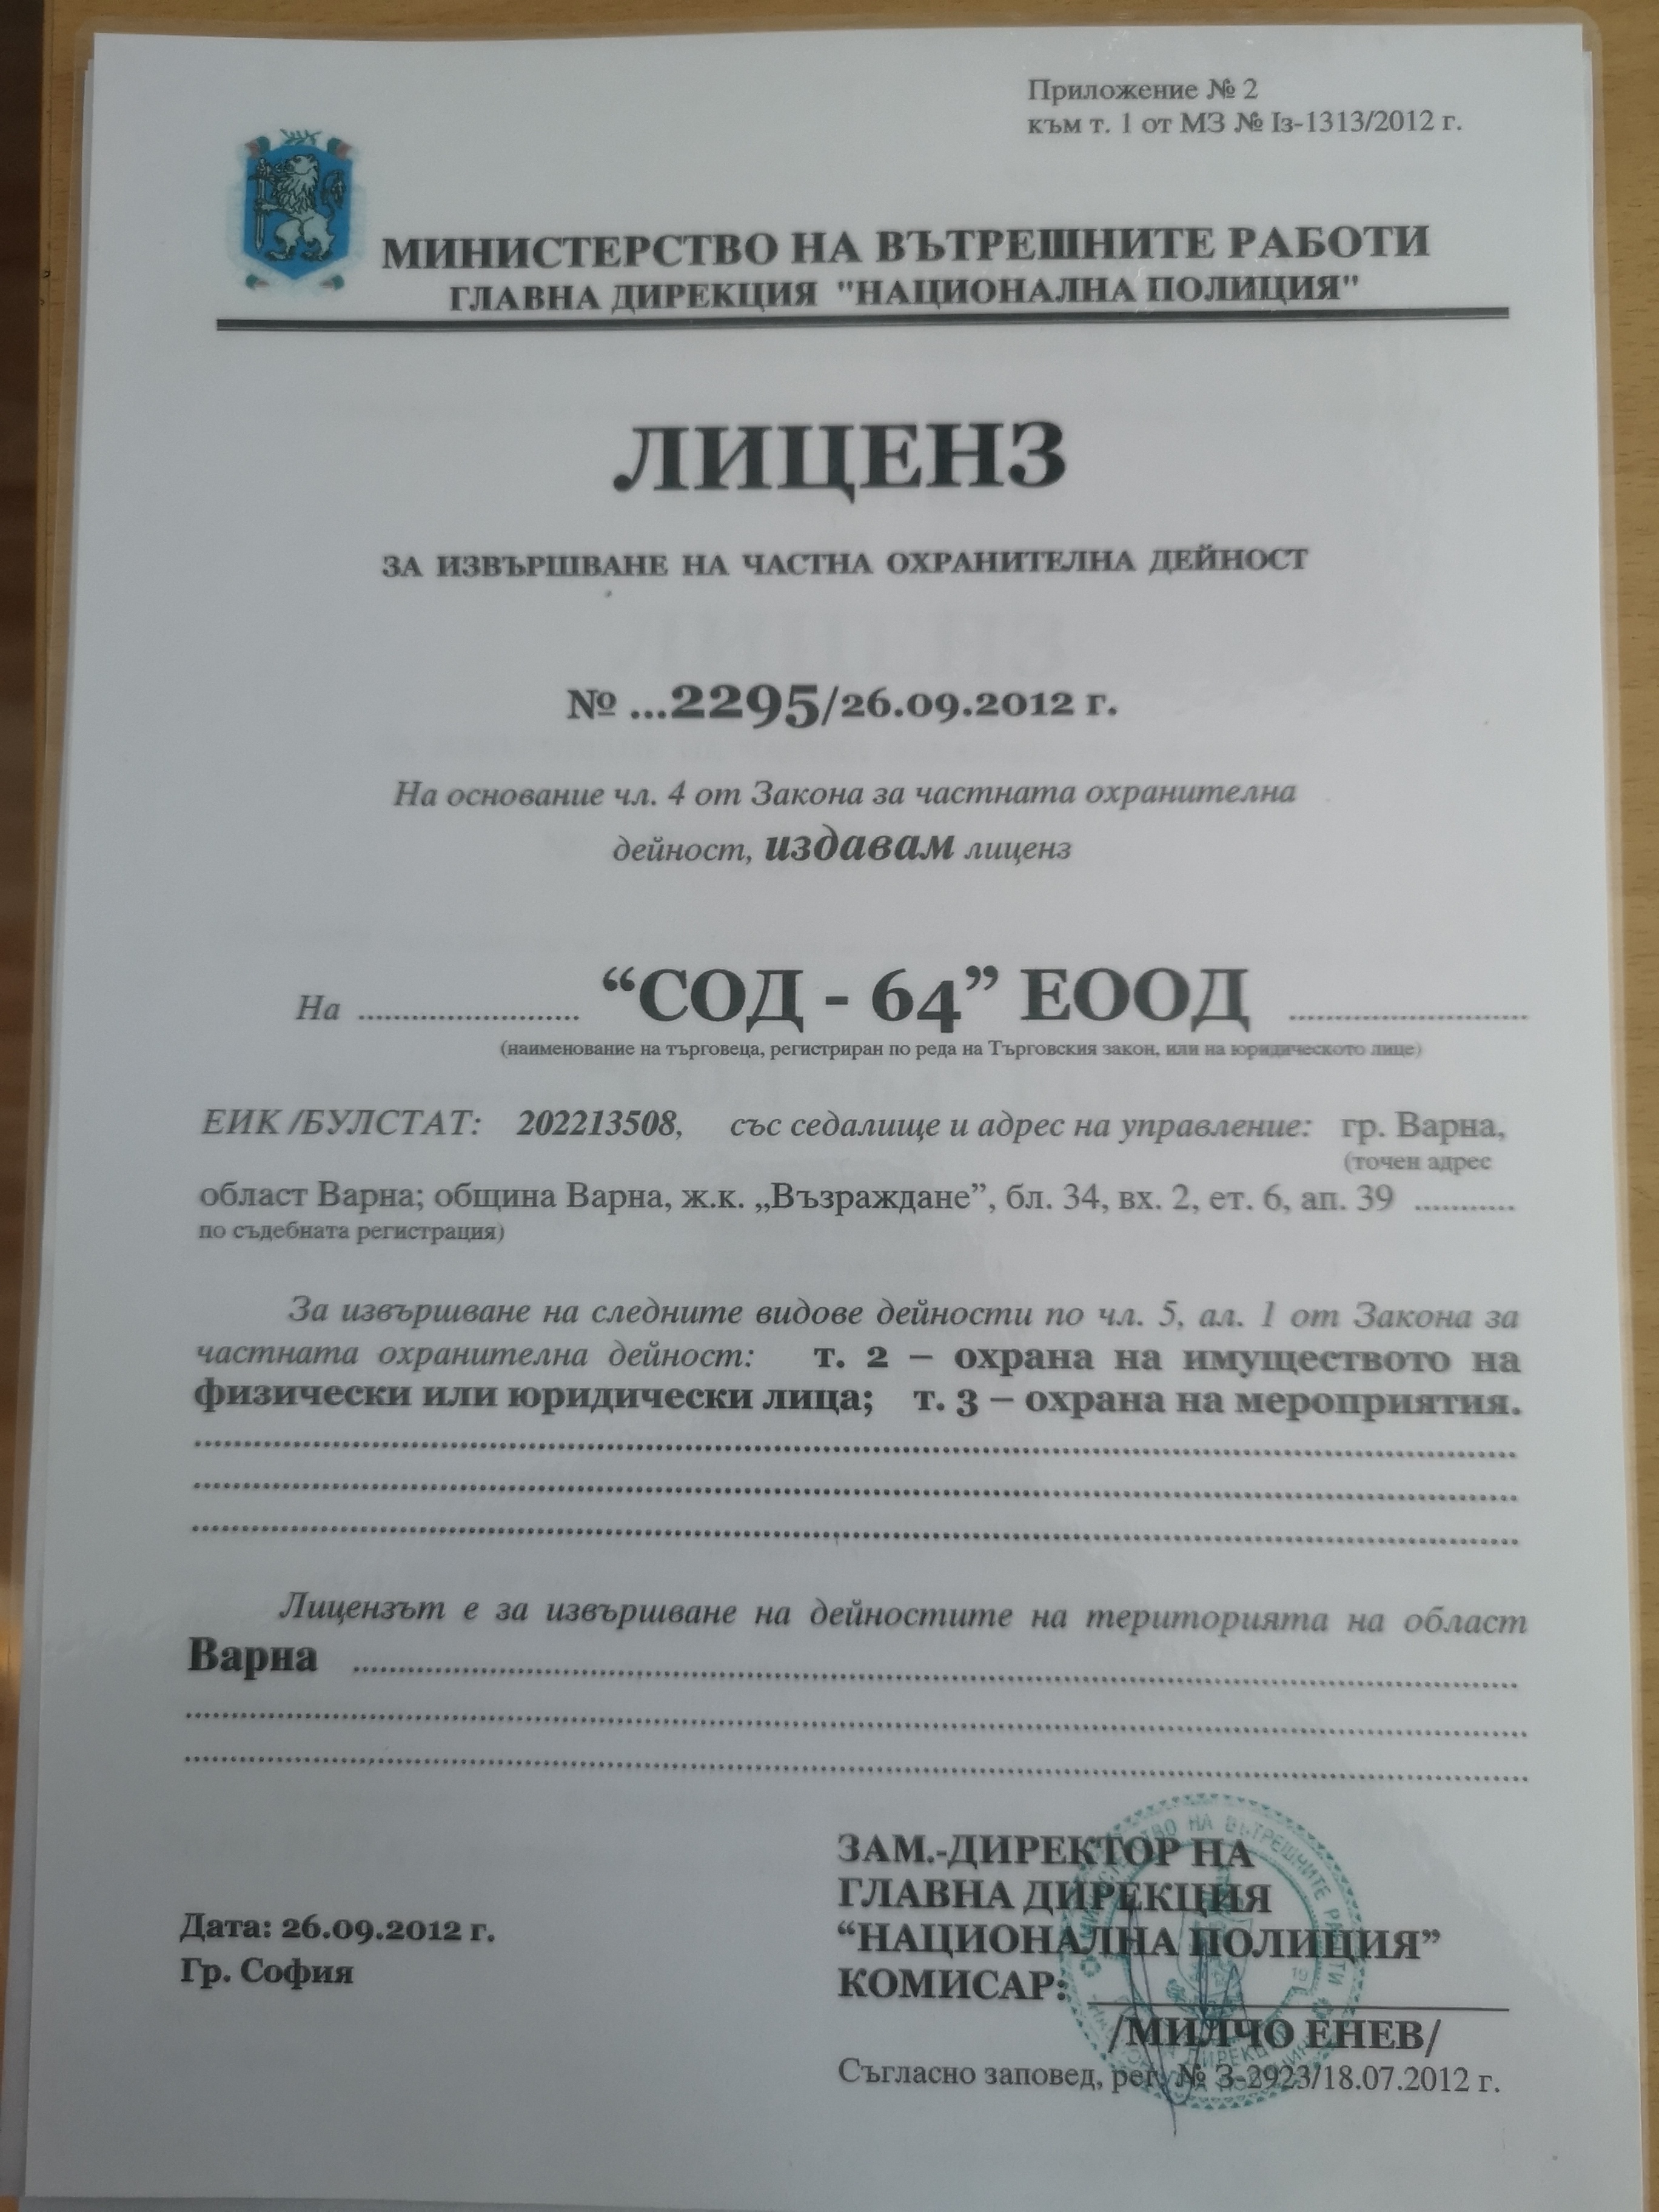 Приложение № 2
към т. 1 от МЗ № Iз-1313/2012 г.
МИНИСТЕРСТВО НА ВЪТРЕШНИТЕ РАБОТИ
ГЛАВНА ДИРЕКЦИЯ "НАЦИОНАЛНА ПОЛИЦИЯ"
ЛИЦЕНЗ
ЗА ИЗВЪРШВАНЕ НА ЧАСТНА ОХРАНИТЕЛНА ДЕЙНОСТ
№ ...2295/26.09.2012 г.
На основание чл. 4 от Закона за частната охранителна
дейност, издавам лиценз
На ........................ “СОД - 64” ЕООД ..........................
(наименование на търговеца, регистриран по реда на Търговския закон, или на юридическото лице)
ЕИК /БУЛСТАТ: 202213508, със седалище и адрес на управление: гр. Варна,
(точен адрес
област Варна; община Варна, ж.к. „Възраждане”, бл. 34, вх. 2, ет. 6, ап. 39 ...........
по съдебната регистрация)
За извършване на следните видове дейности по чл. 5, ал. 1 от Закона за
частната охранителна дейност: т. 2 – охрана на имуществото на
физически или юридически лица; т. 3 – охрана на мероприятия.
Лицензът е за извършване на дейностите на територията на област
Варна
ЗАМ.-ДИРЕКТОР НА
ГЛАВНА ДИРЕКЦИЯ
“НАЦИОНАЛНА ПОЛИЦИЯ”
КОМИСАР:
/МИЛЧО ЕНЕВ/
Съгласно заповед, рег. № З-2923/18.07.2012 г.
Дата: 26.09.2012 г.
Гр. София
НА ВЪТРЕШНИТЕ